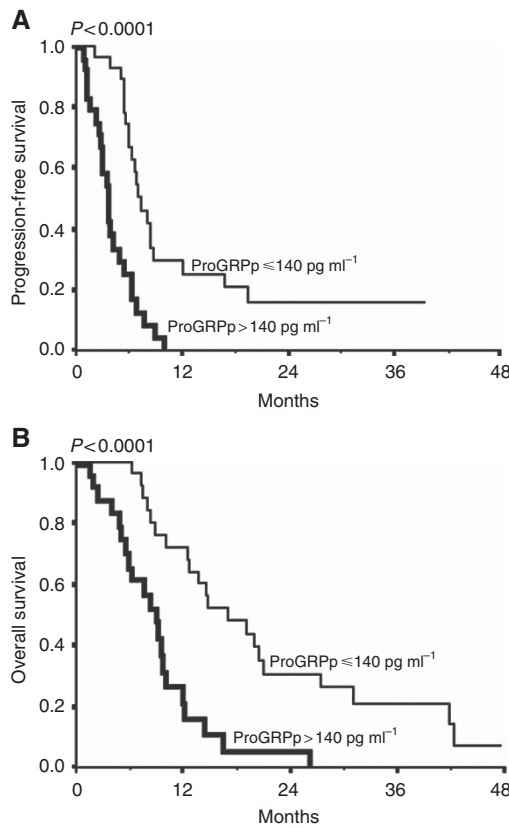 A
P<0.0001
1.0
0.8
0.6
0.4
0.2
0.0
Progression-free survival
ProGRPp ⩽ 140 pg ml⁻¹
ProGRPp > 140 pg ml⁻¹
0 12 24 36 48
Months
B
P<0.0001
1.0
0.8
0.6
0.4
0.2
0.0
Overall survival
ProGRPp ⩽ 140 pg ml⁻¹
ProGRPp > 140 pg ml⁻¹
0 12 24 36 48
Months